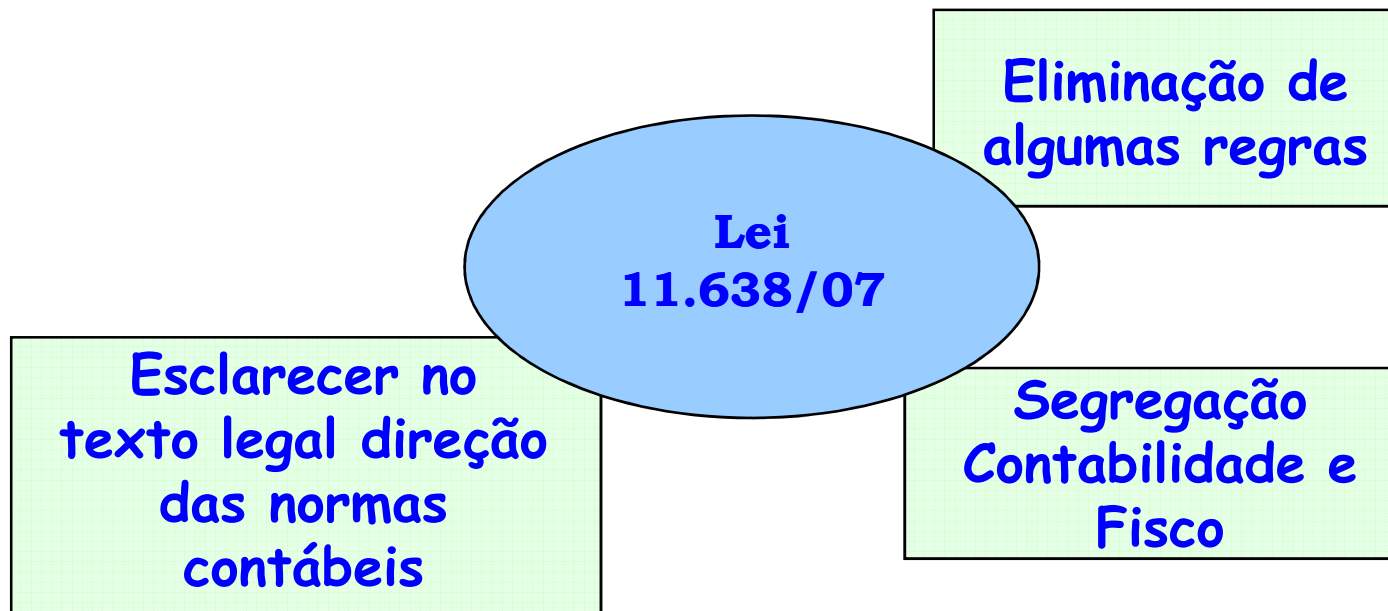 Eliminação de
algumas regras
Lei
11.638/07
Esclarecer no
texto legal direção
das normas
contábeis
Segregação
Contabilidade e
Fisco